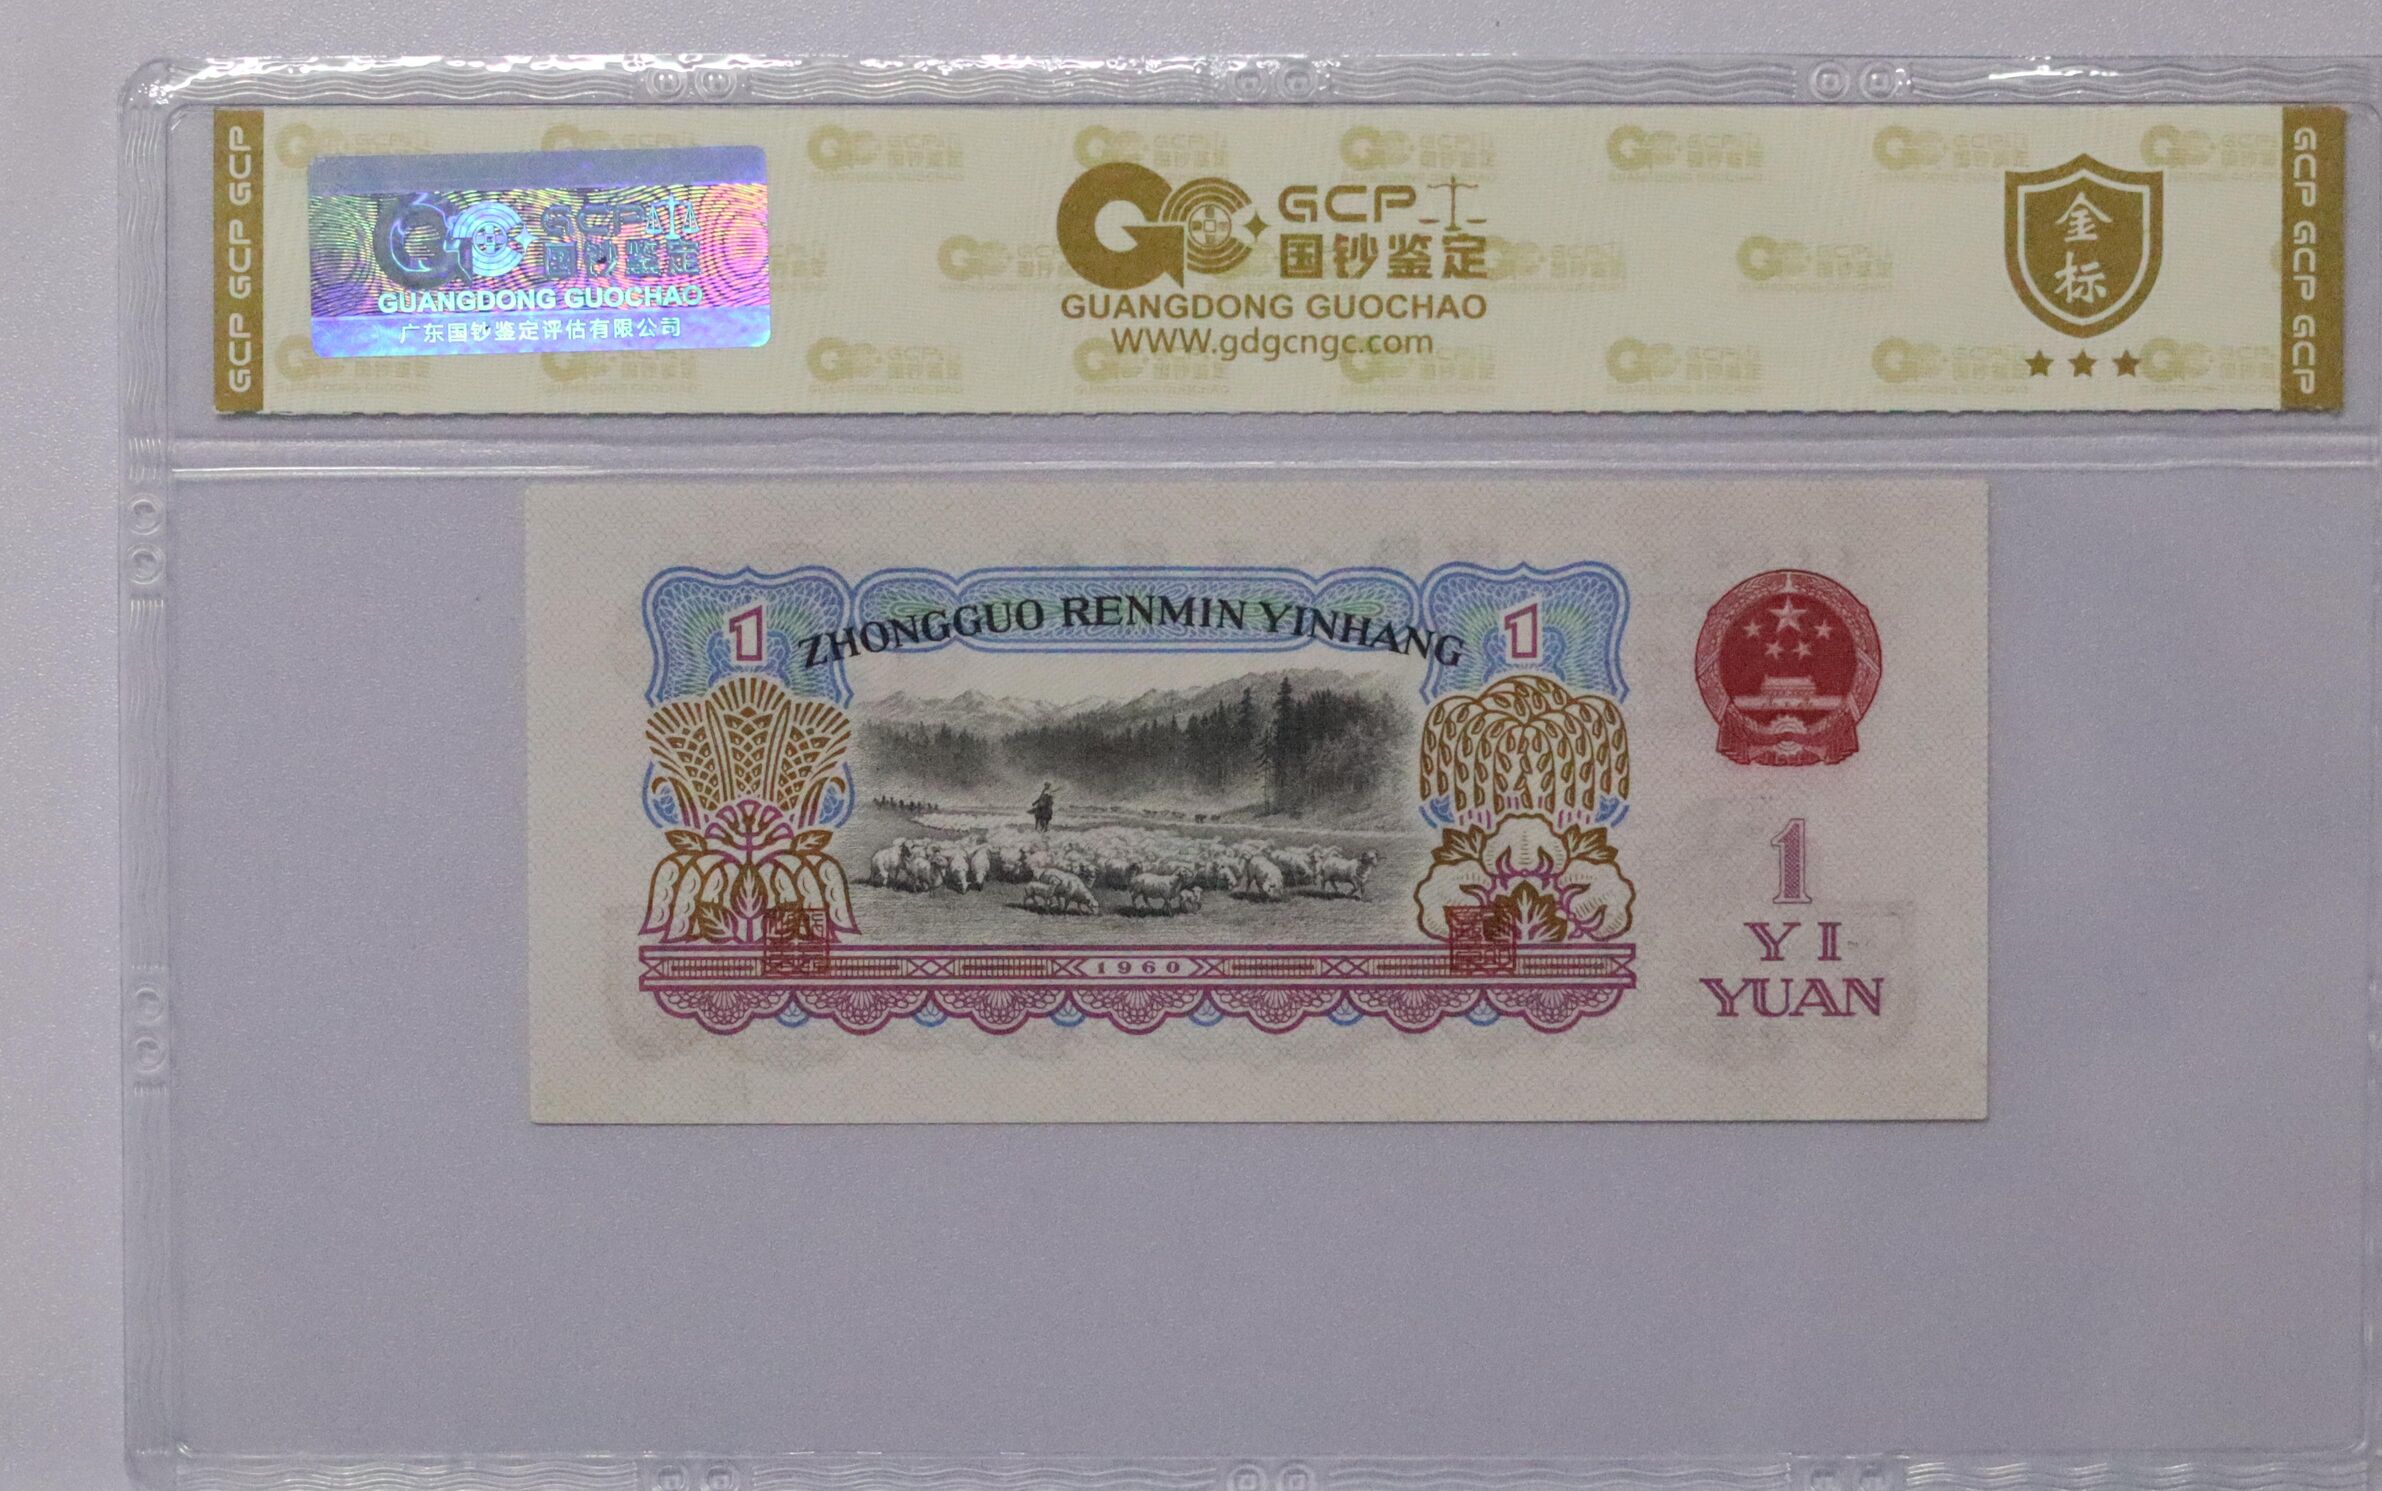 GCP GCP GCP
GCP
国钞鉴定
GUANGDONG GUOCHAO
广东国钞鉴定评估有限公司
GCP
国钞鉴定
GUANGDONG GUOCHAO
WWW.gdgcngc.com
金标
GCP GCP GCP
ZHONGGUO RENMIN YINHANG
1
1
1960
1
YI
YUAN